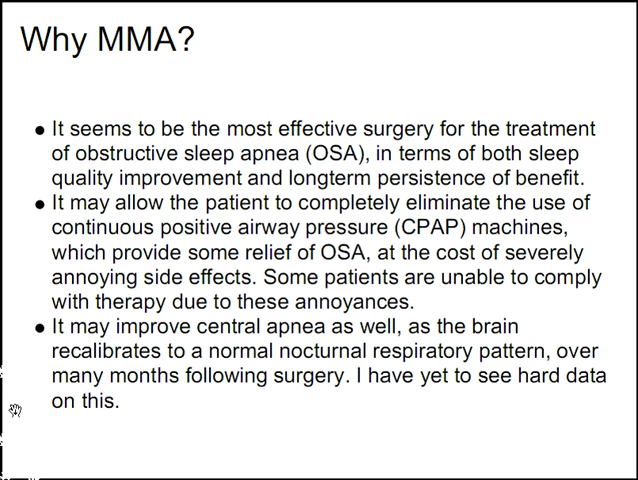 Why MMA?
● It seems to be the most effective surgery for the treatment
of obstructive sleep apnea (OSA), in terms of both sleep
quality improvement and longterm persistence of benefit.
● It may allow the patient to completely eliminate the use of
continuous positive airway pressure (CPAP) machines,
which provide some relief of OSA, at the cost of severely
annoying side effects. Some patients are unable to comply
with therapy due to these annoyances.
● It may improve central apnea as well, as the brain
recalibrates to a normal nocturnal respiratory pattern, over
many months following surgery. I have yet to see hard data
on this.